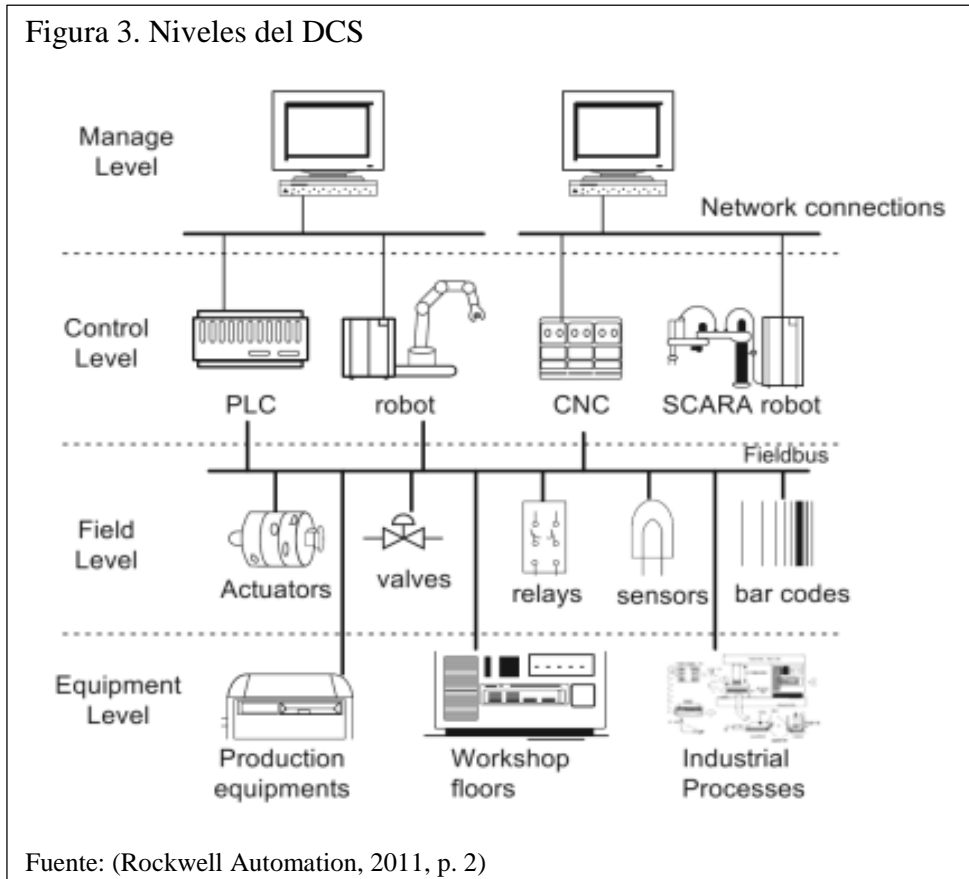 Figura 3. Niveles del DCS
Manage
Level
Network connections
Control
Level
PLC
robot
CNC
SCARA robot
Fieldbus
Field
Level
Actuators
valves
relays
sensors
bar codes
Equipment
Level
Production
equipments
Workshop
floors
Industrial
Processes
Fuente: (Rockwell Automation, 2011, p. 2)